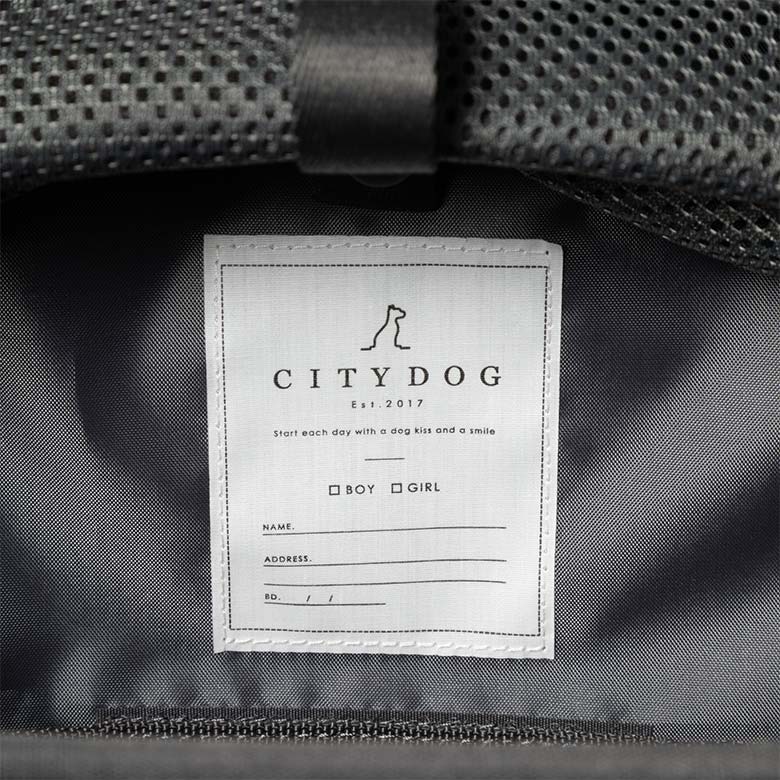 CITYDOG
Est.2017
Start each day with a dog kiss and a smile
BOY GIRL
NAME.
ADDRESS.
BD. / /